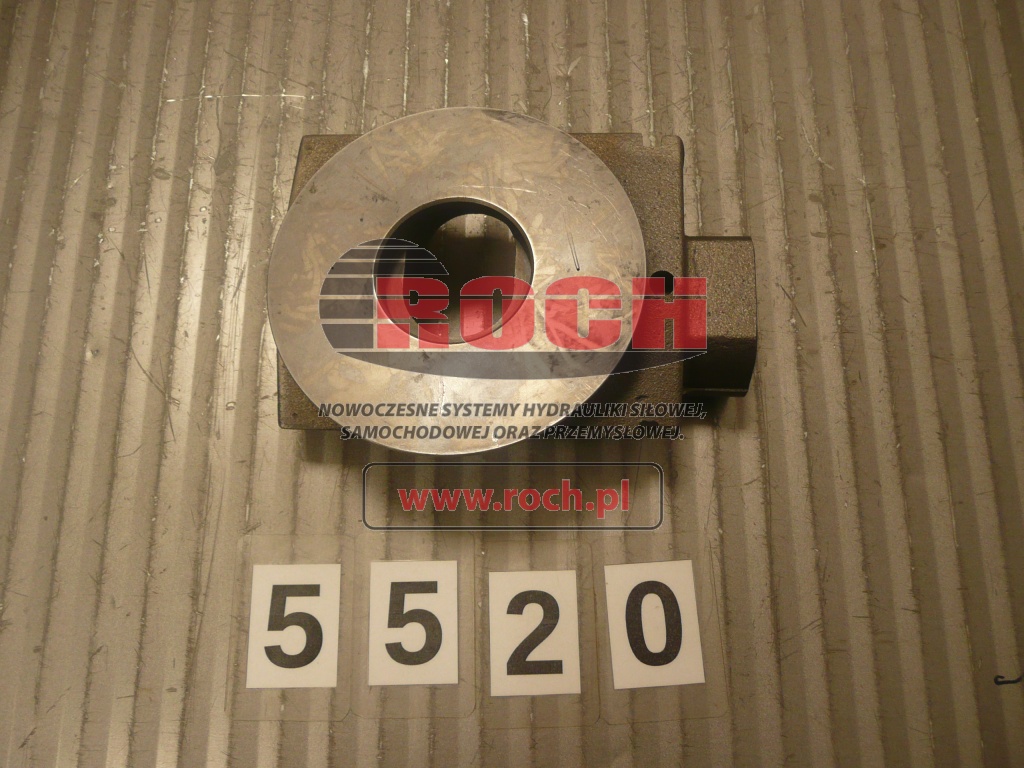 ROCH
NOWOCZESNE SYSTEMY HYDRAULIKI SIŁOWEJ,
SAMOCHODOWEJ ORAZ PRZEMYSŁOWEJ.
www.roch.pl
5520